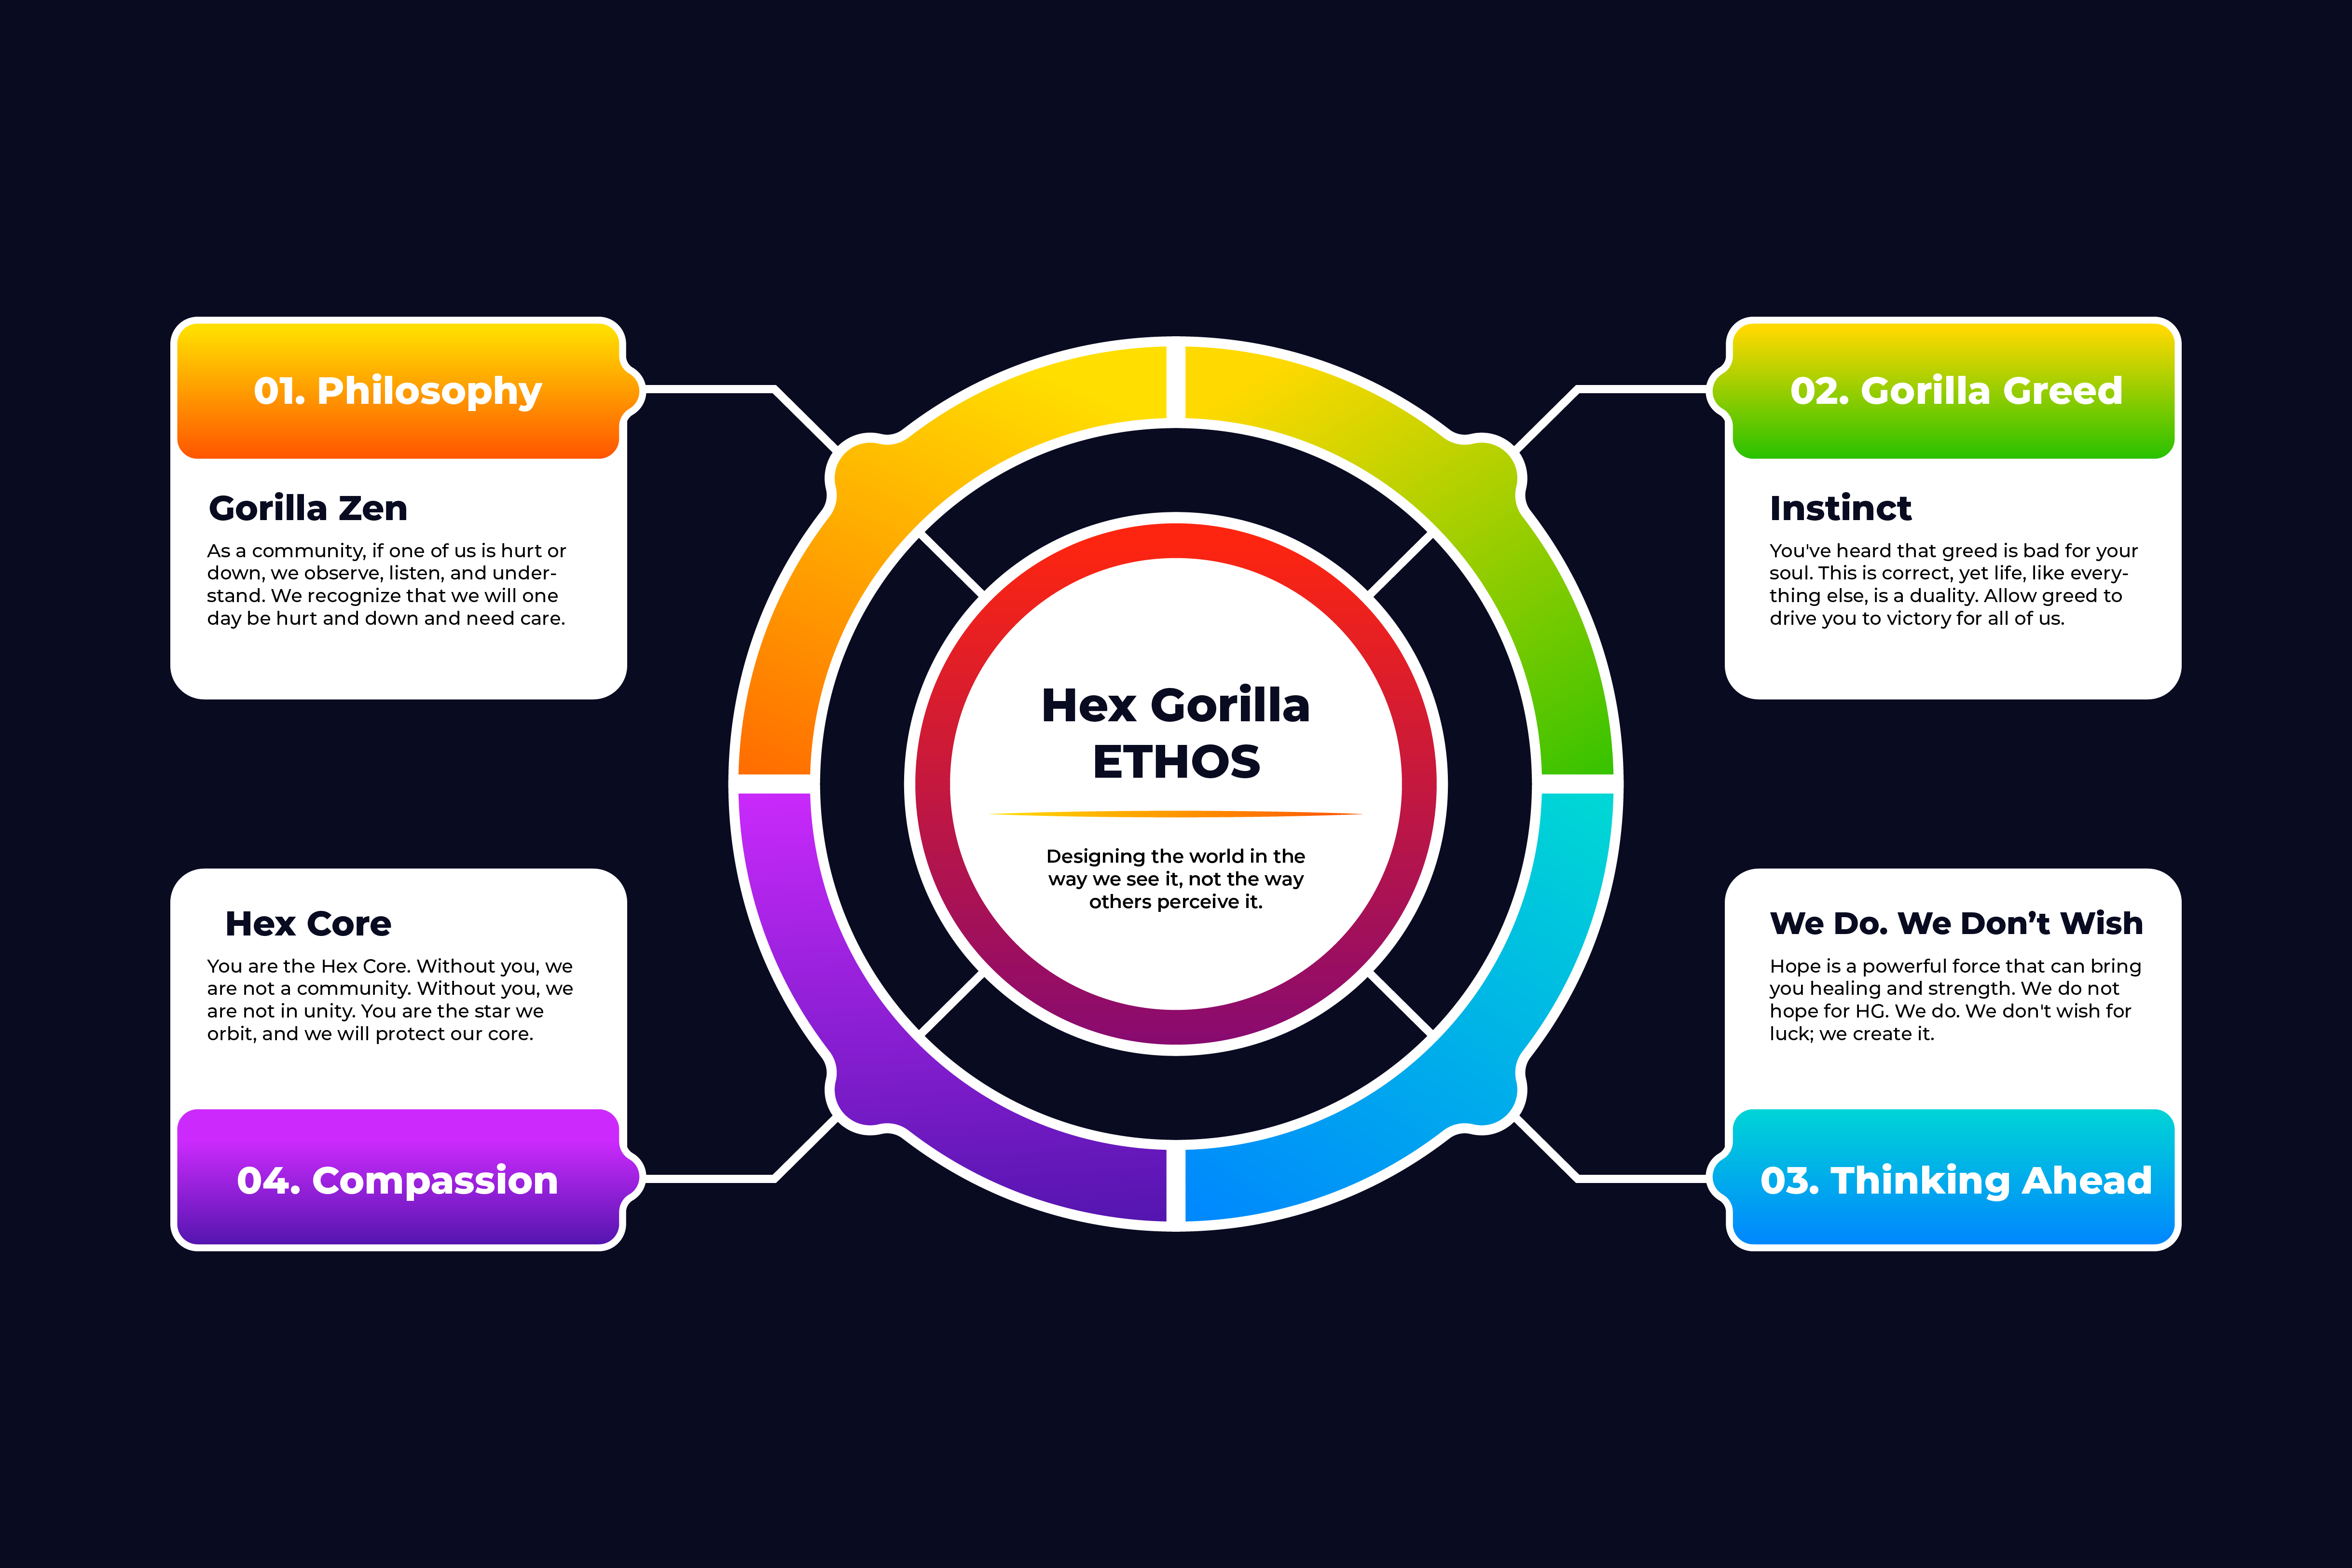 01. Philosophy
Gorilla Zen
As a community, if one of us is hurt or
down, we observe, listen, and under-
stand. We recognize that we will one
day be hurt and down and need care.
02. Gorilla Greed
Instinct
You've heard that greed is bad for your
soul. This is correct, yet life, like every-
thing else, is a duality. Allow greed to
drive you to victory for all of us.
Hex Gorilla
ETHOS
Designing the world in the
way we see it, not the way
others perceive it.
Hex Core
You are the Hex Core. Without you, we
are not a community. Without you, we
are not in unity. You are the star we
orbit, and we will protect our core.
04. Compassion
We Do. We Don’t Wish
Hope is a powerful force that can bring
you healing and strength. We do not
hope for HG. We do. We don't wish for
luck; we create it.
03. Thinking Ahead